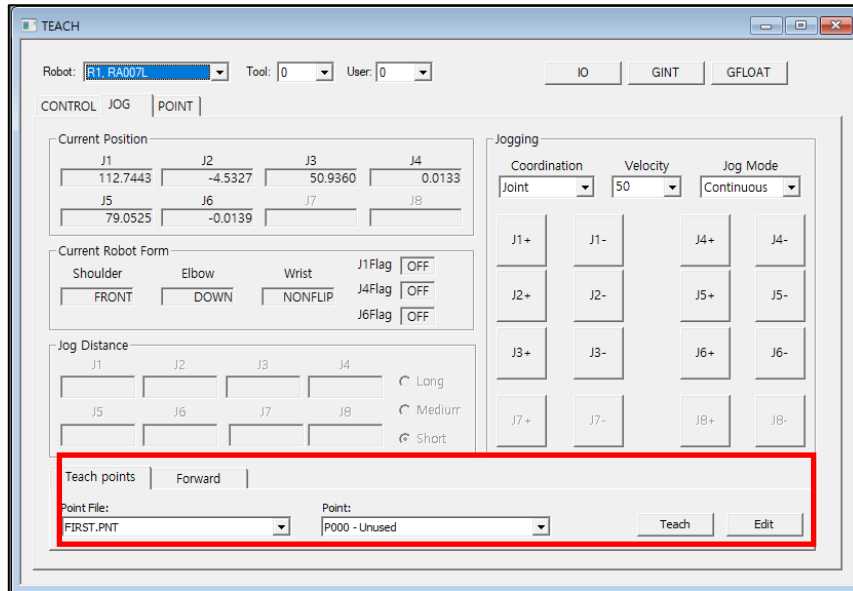 TEACH
Robot: R1, RA007L Tool: 0 User: 0 IO GINT GFLOAT
CONTROL JOG POINT
Current Position
J1 J2 J3 J4
112.7443 -4.5327 50.9360 0.0133
J5 J6 J7 J8
79.0525 -0.0139
Current Robot Form
Shoulder Elbow Wrist
FRONT DOWN NONFLIP
J1Flag OFF
J4Flag OFF
J6Flag OFF
Jog Distance
J1 J2 J3 J4
J5 J6 J7 J8
Long
Mediurr
Short
Jogging
Coordination Velocity Jog Mode
Joint 50 Continuous
J1+ J1- J4+ J4-
J2+ J2- J5+ J5-
J3+ J3- J6+ J6-
J7+ J7- J8+ J8-
Teach points Forward
Point File: Point:
FIRST.PNT P000 - Unused Teach Edit